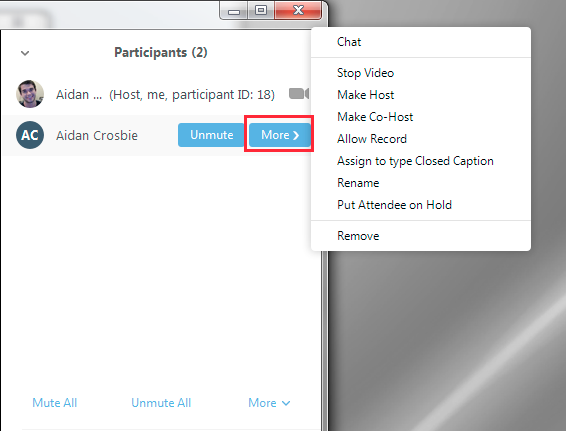 Participants (2)
Aidan ... (Host, me, participant ID: 18)
AC Aidan Crosbie Unmute More ❯
Chat
Stop Video
Make Host
Make Co-Host
Allow Record
Assign to type Closed Caption
Rename
Put Attendee on Hold
Remove
Mute All Unmute All More